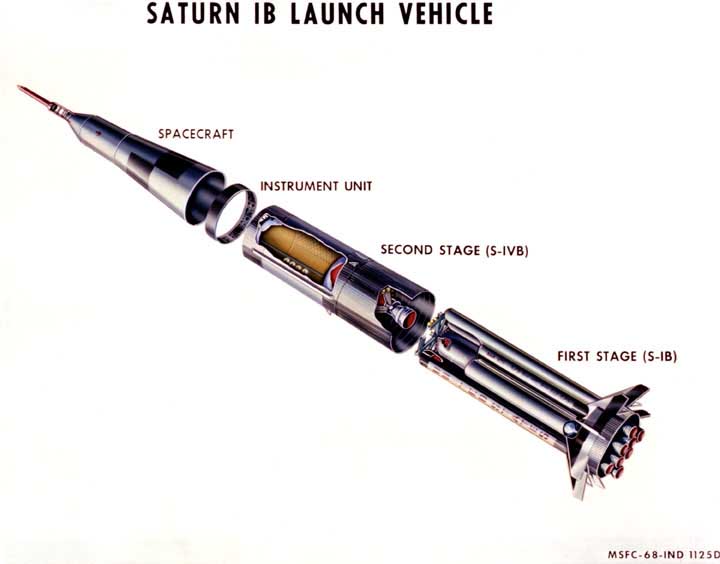 SATURN IB LAUNCH VEHICLE
SPACECRAFT
INSTRUMENT UNIT
SECOND STAGE (S-IVB)
FIRST STAGE (S-IB)
MSFC-68-IND 1125D